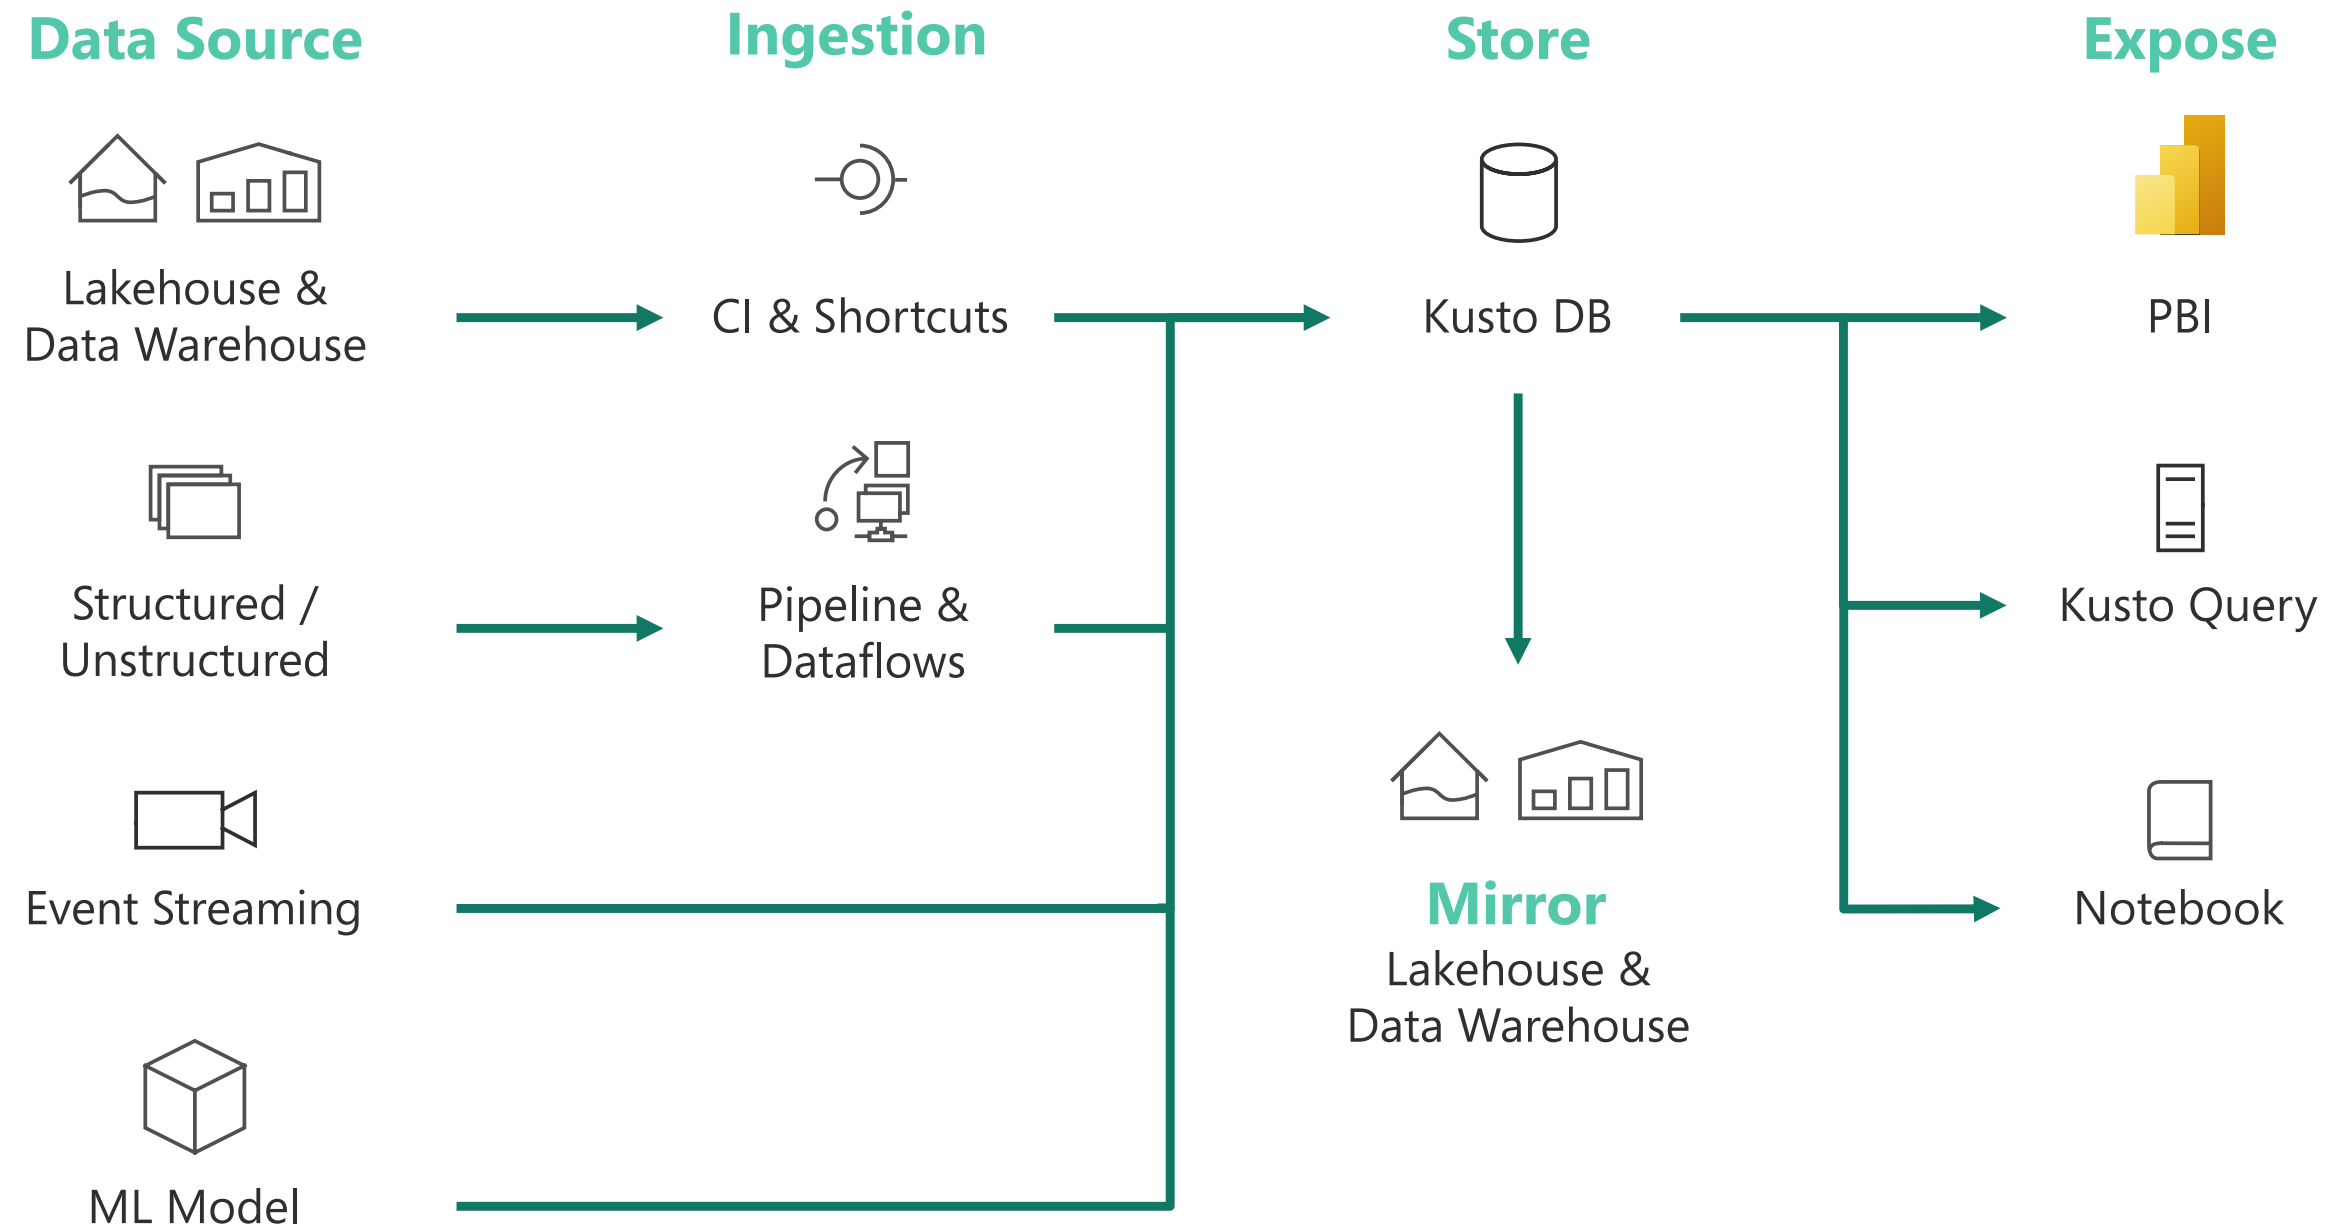 Data Source
Ingestion
Store
Expose
Lakehouse &
Data Warehouse
CI & Shortcuts
Kusto DB
PBI
Structured /
Unstructured
Pipeline &
Dataflows
Kusto Query
Event Streaming
Mirror
Lakehouse &
Data Warehouse
Notebook
ML Model